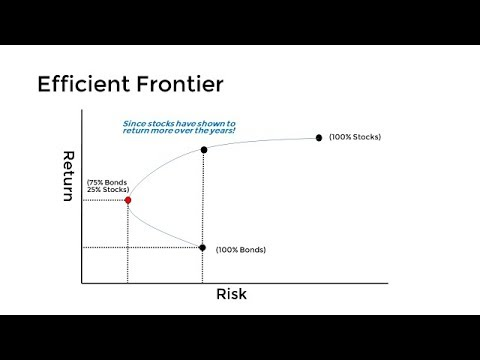 Efficient Frontier
Since stocks have shown to
return more over the years!
(100% Stocks)
Return
(75% Bonds
25% Stocks)
(100% Bonds)
Risk